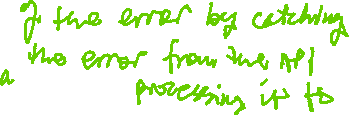 the error by catching
the error from the API
a processing it to